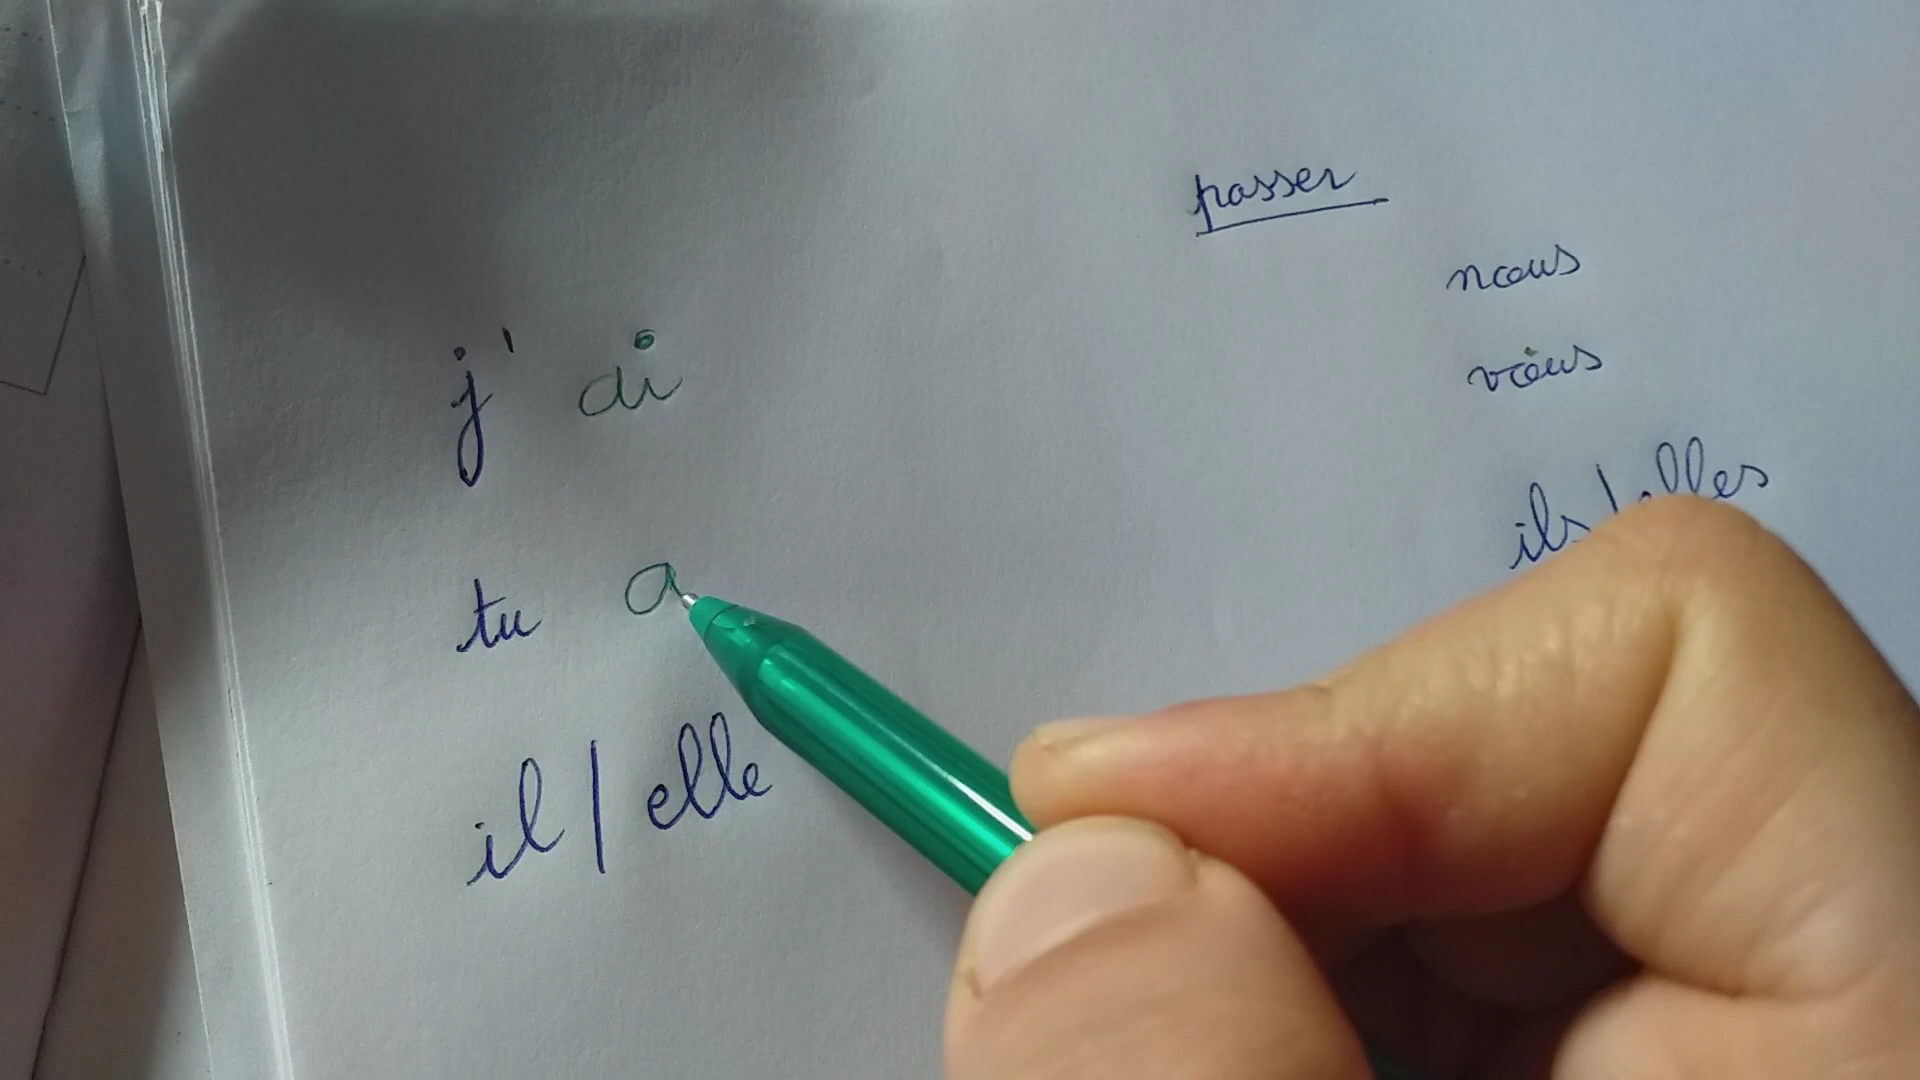 passer
j' ai
tu a
il / elle
nous
vous
ils / elles